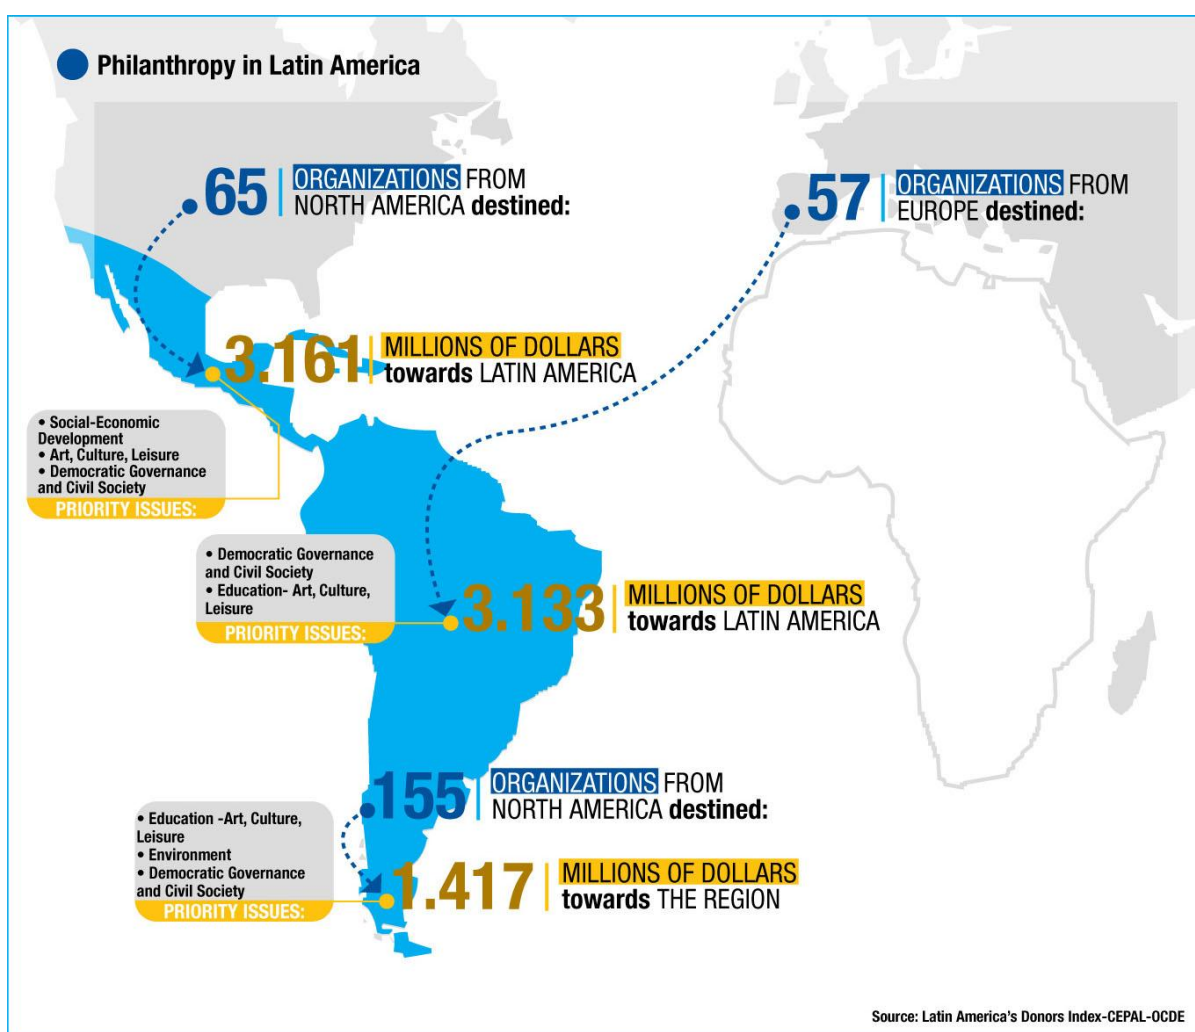 Philanthropy in Latin America
.65
ORGANIZATIONS FROM
NORTH AMERICA destined:
.57
ORGANIZATIONS FROM
EUROPE destined:
3.161
MILLIONS OF DOLLARS
towards LATIN AMERICA
• Social-Economic
Development
• Art, Culture, Leisure
• Democratic Governance
and Civil Society
PRIORITY ISSUES:
• Democratic Governance
and Civil Society
• Education- Art, Culture,
Leisure
PRIORITY ISSUES:
3.133
MILLIONS OF DOLLARS
towards LATIN AMERICA
.155
ORGANIZATIONS FROM
NORTH AMERICA destined:
• Education -Art, Culture,
Leisure
• Environment
• Democratic Governance
and Civil Society
PRIORITY ISSUES:
1.417
MILLIONS OF DOLLARS
towards THE REGION
Source: Latin America's Donors Index-CEPAL-OCDE